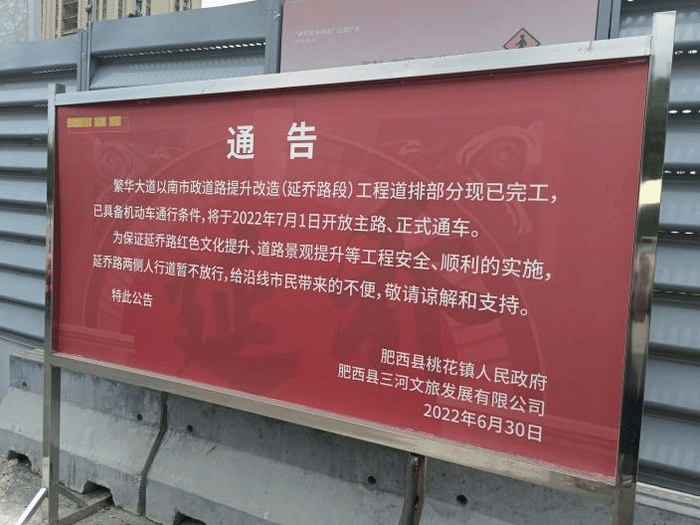 通告
繁华大道以南市政道路提升改造(延乔路段)工程道排部分现已完工,
已具备机动车通行条件,将于2022年7月1日开放主路、正式通车。
为保证延乔路红色文化提升、道路景观提升等工程安全、顺利的实施,
延乔路两侧人行道暂不放行,给沿线市民带来的不便,敬请谅解和支持。
特此公告
肥西县桃花镇人民政府
肥西县三河文旅发展有限公司
2022年6月30日
延乔